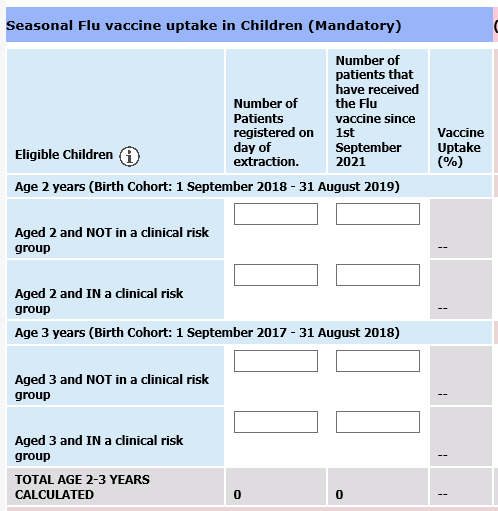 Seasonal Flu vaccine uptake in Children (Mandatory)
(
Eligible Children i
Number of
Patients
registered on
day of
extraction.
Number of
patients that
have received
the Flu
vaccine since
1st
September
2021
Vaccine
Uptake
(%)
Age 2 years (Birth Cohort: 1 September 2018 - 31 August 2019)
Aged 2 and NOT in a clinical risk
group
--
Aged 2 and IN a clinical risk
group
--
Age 3 years (Birth Cohort: 1 September 2017 - 31 August 2018)
Aged 3 and NOT in a clinical risk
group
--
Aged 3 and IN a clinical risk
group
--
TOTAL AGE 2-3 YEARS
CALCULATED
0
0
--